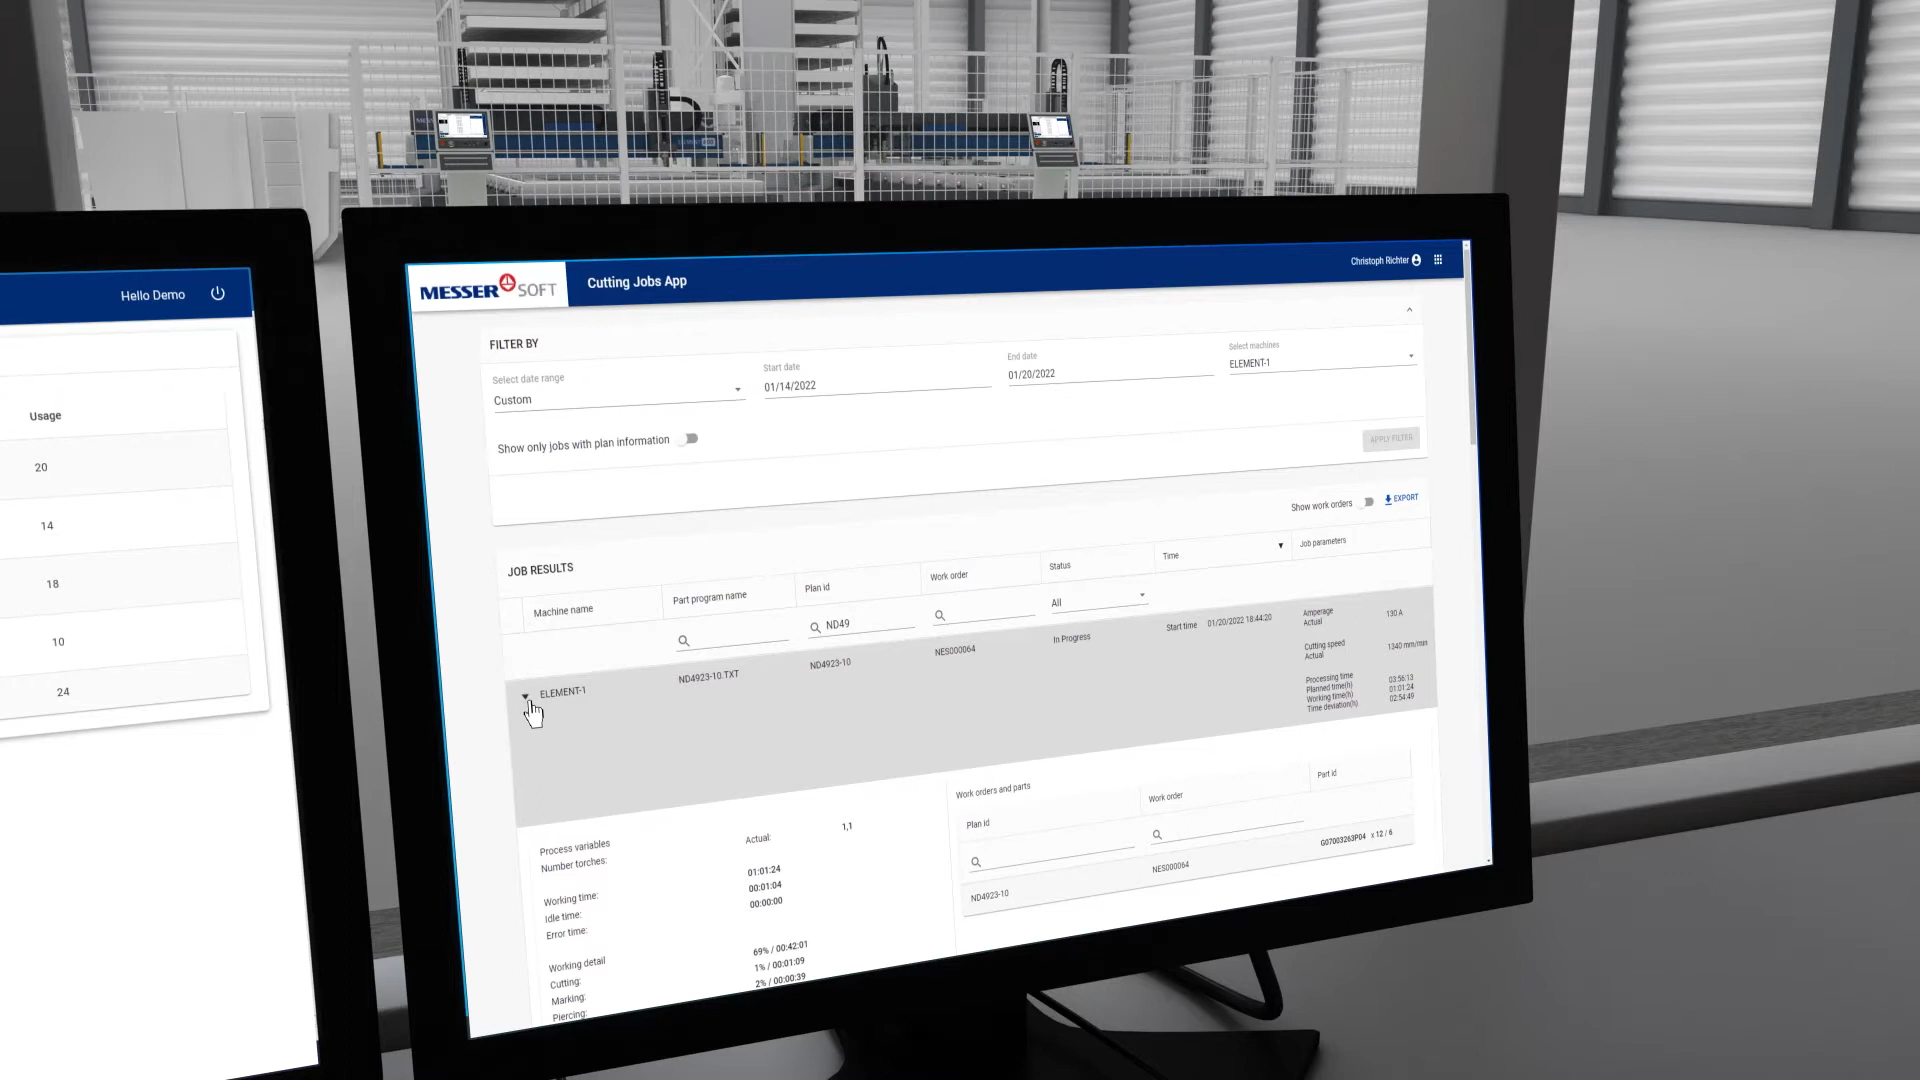 Hello Demo
Usage
20
14
18
10
24
MESSER SOFT
Cutting Jobs App
Christoph Richter
FILTER BY
Select date range
Custom
Start date
01/14/2022
End date
01/20/2022
Select machines
ELEMENT-1
Show only jobs with plan information
APPLY FILTER
Show work orders
EXPORT
JOB RESULTS
Machine name
Part program name
Plan id
Work order
Status
Time
Job parameters
ND49
All
ELEMENT-1
ND4923-10.TXT
ND4923-10
NES000064
In Progress
Start time 01/20/2022 18:44:20
Amperage
Actual 130 A
Cutting speed
Actual 1340 mm/min
Processing time 03:56:13
Planned time(h) 01:01:24
Working time(h) 02:54:49
Time deviation(h)
Process variables
Actual: 1,1
Number torches:
Working time: 01:01:24
Idle time: 00:01:04
Error time: 00:00:00
Working detail
Cutting: 69% / 00:42:01
Marking: 1% / 00:01:09
Piercing: 2% / 00:00:39
Work orders and parts
Plan id
Work order
Part id
ND4923-10
NES000064
G07003263P04 x 12 / 6